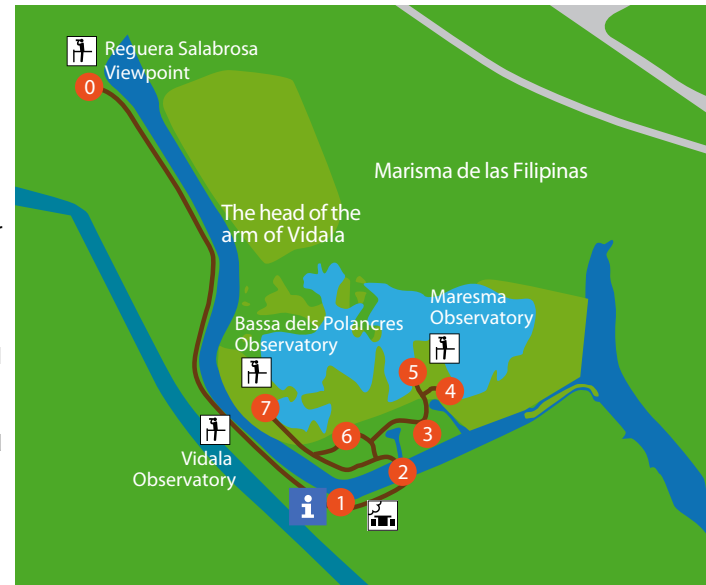 Reguera Salabrosa
Viewpoint
0
Marisma de las Filipinas
The head of the
arm of Vidala
Maresma
Observatory
Bassa dels Polancres
Observatory
5
4
7
6
3
Vidala
Observatory
2
i
1